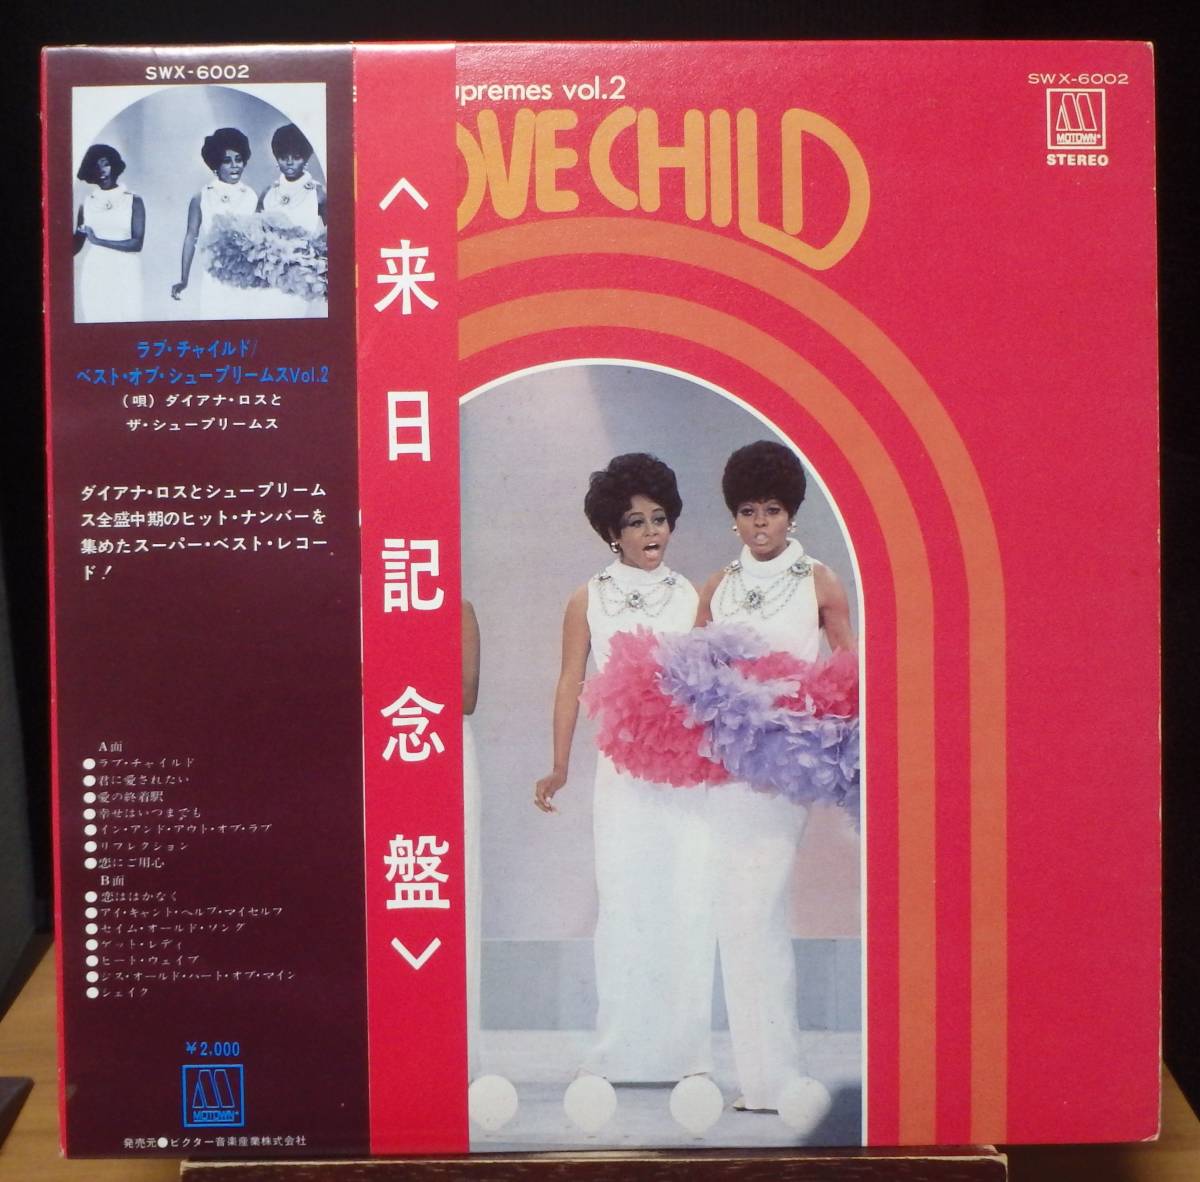 SWX-6002
ラブ・チャイルド/
ベスト・オブ・シュープリームスVol.2
（唄）ダイアナ・ロスと
ザ・シュープリームス
ダイアナ・ロスとシュープリーム
ス全盛中期のヒット・ナンバーを
集めたスーパー・ベスト・レコー
ド！
A面
●ラブ・チャイルド
●君に愛されたい
●愛の終着駅
●幸せはいつまでも
●イン・アンド・アウト・オブ・ラブ
●リフレクション
●恋にご用心
B面
●恋ははかなく
●アイ・キャント・ヘルプ・マイセルフ
●セイム・オールド・ソング
●ゲット・レディ
●ヒート・ウェイブ
●ジス・オールド・ハート・オブ・マイン
●シェイク
￥2,000
MOTOWN
発売元●ビクター音楽産業株式会社
〈来日記念盤〉
upremes vol.2
OVE CHILD
SWX-6002
MOTOWN
STEREO